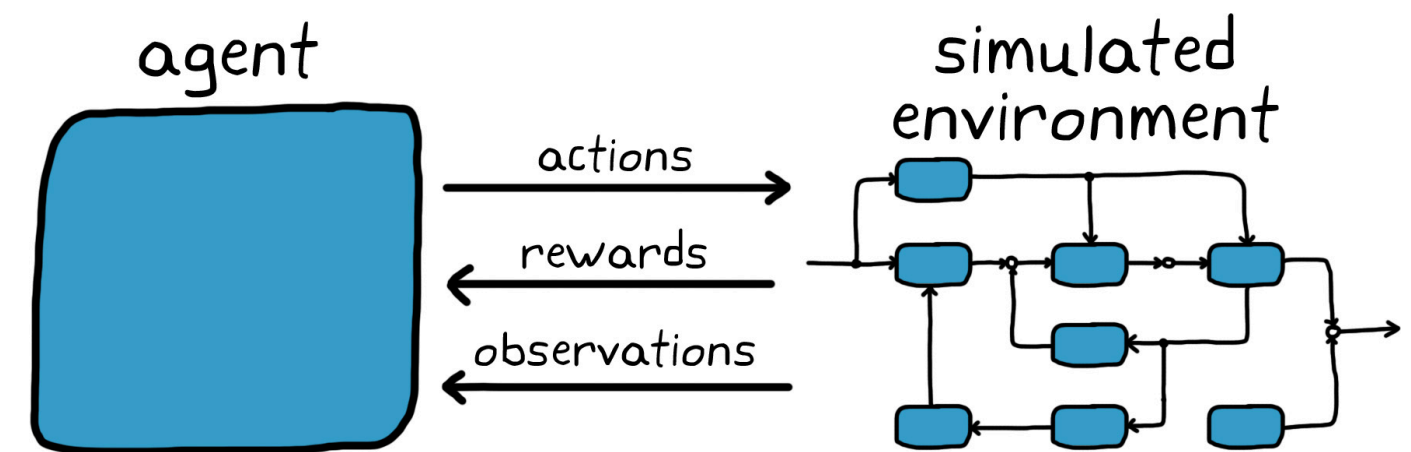 agent
simulated
environment
actions
rewards
observations